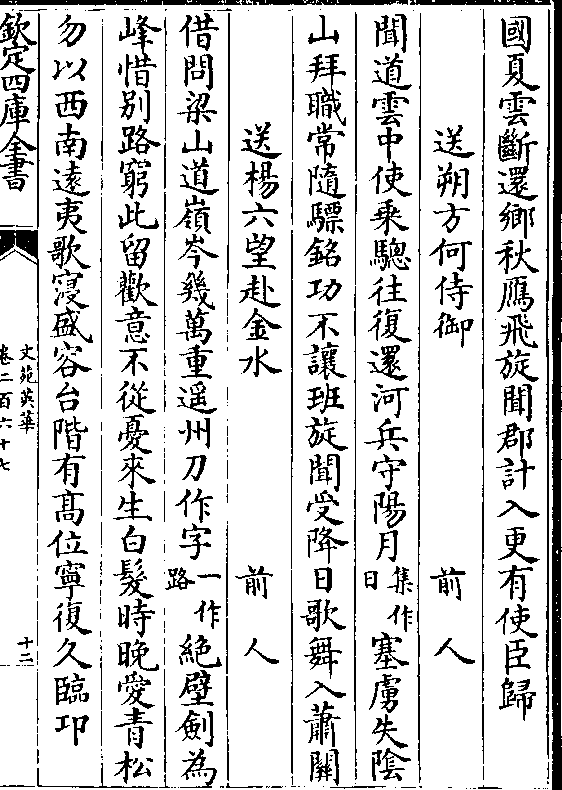 國夏雲斷還鄉秋鴈飛旋聞郡計入更有使臣歸
送朔方何侍御
前人
聞道雲中使乗驄往復還河兵守陽月集作日塞虜失陰
山拜職常隨驃銘功不讓班旋聞受降日歌舞入蕭關
送楊六望赴金水
前人
借問梁山道嶺岑幾萬重遥州刀作字一作路絶壁劍為
峰惜别路窮此留歡意不從憂來生白髮時晚愛青松
勿以西南逺夷歌寖盛容台階有髙位寧復久臨卭
欽定四庫全書
文苑英華
卷二百六十七
十二